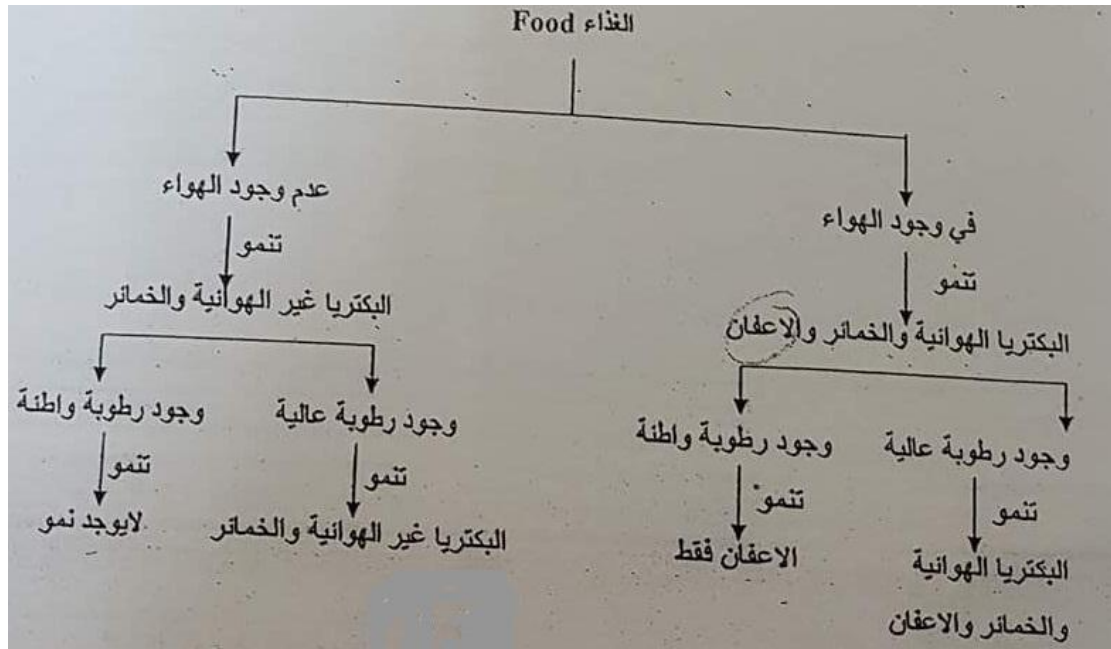 الغذاء Food
في وجود الهواء
تنمو
البكتريا الهوائية والخمائر والاعفان
وجود رطوبة عالية
تنمو
البكتريا الهوائية
والخمائر والاعفان
وجود رطوبة واطئة
تنمو
الاعفان فقط
عدم وجود الهواء
تنمو
البكتريا غير الهوائية والخمائر
وجود رطوبة عالية
تنمو
البكتريا غير الهوائية والخمائر
وجود رطوبة واطئة
تنمو
لايوجد نمو